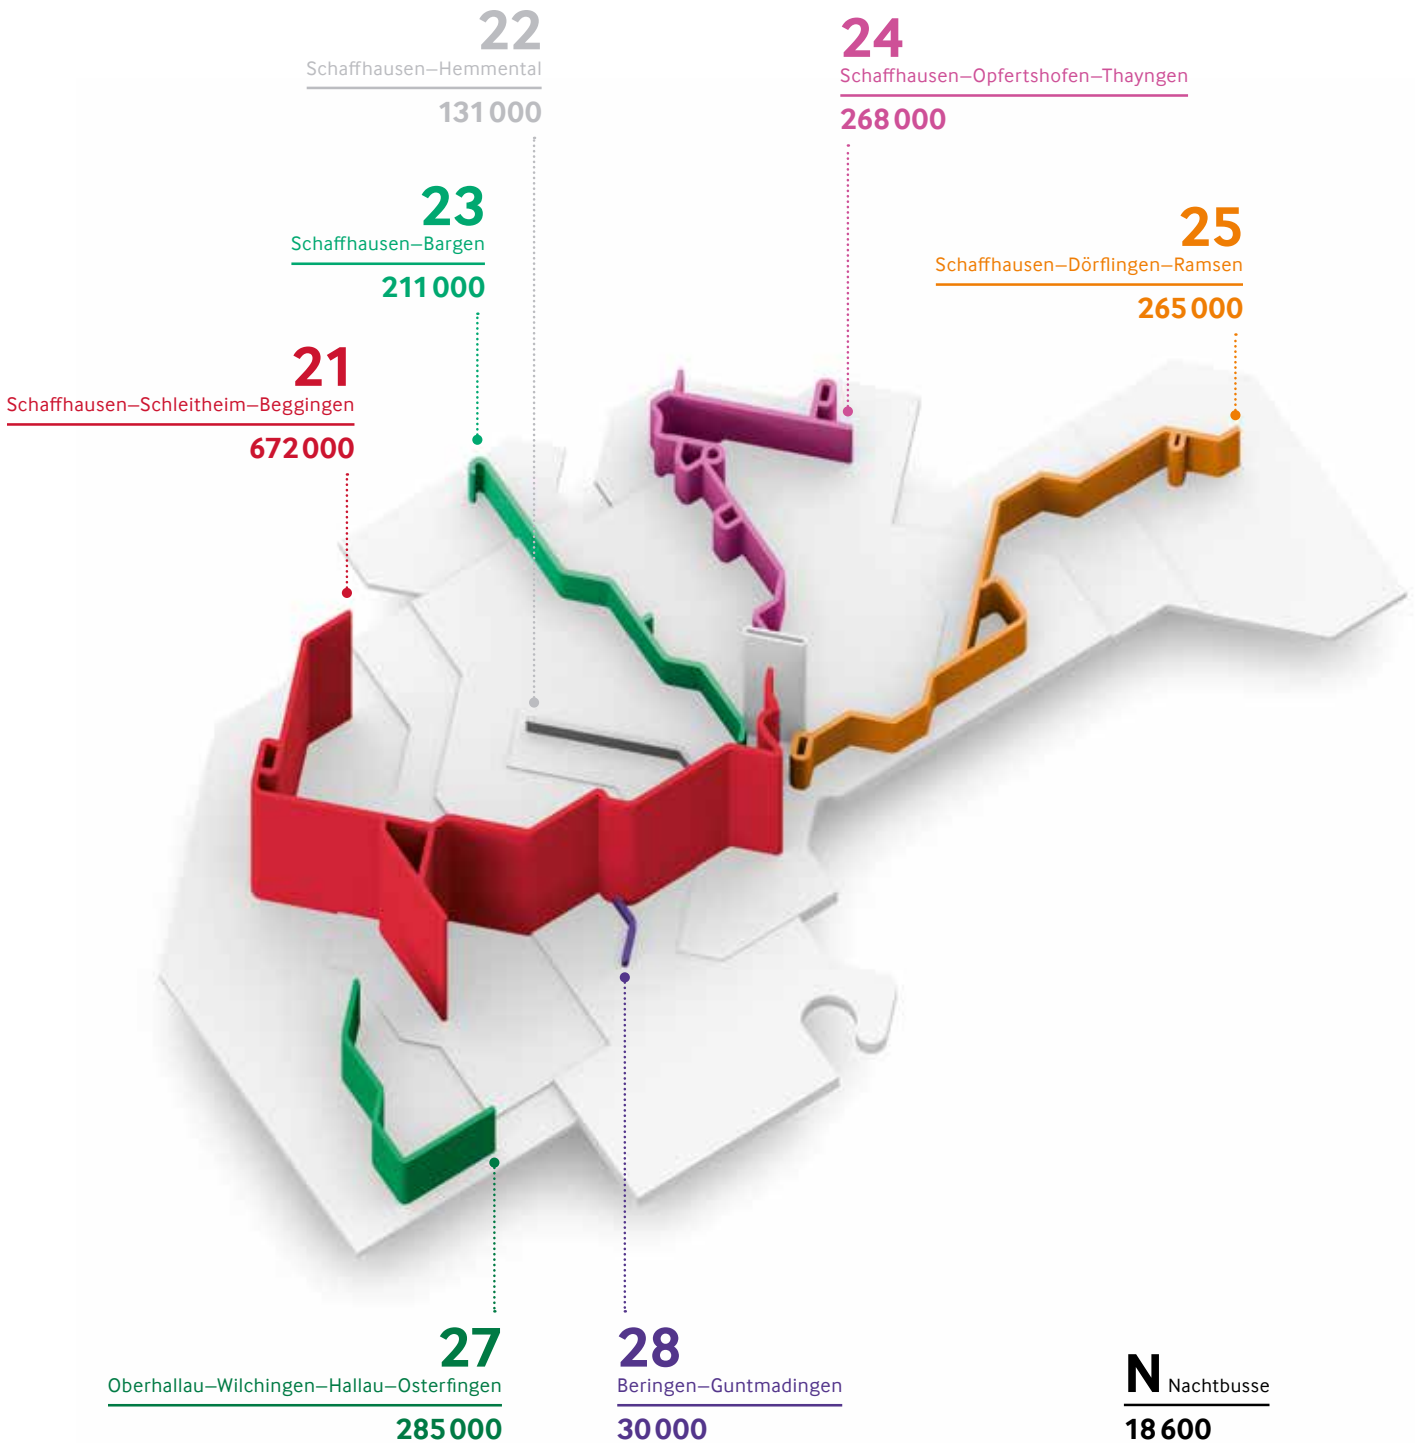 22
Schaffhausen–Hemmental
131 000
24
Schaffhausen–Opfertshofen–Thayngen
268 000
23
Schaffhausen–Bargen
211 000
25
Schaffhausen–Dörflingen–Ramsen
265 000
21
Schaffhausen–Schleitheim–Beggingen
672 000
27
Oberhallau–Wilchingen–Hallau–Osterfingen
285 000
28
Beringen–Guntmadingen
30 000
N Nachtbusse
18 600